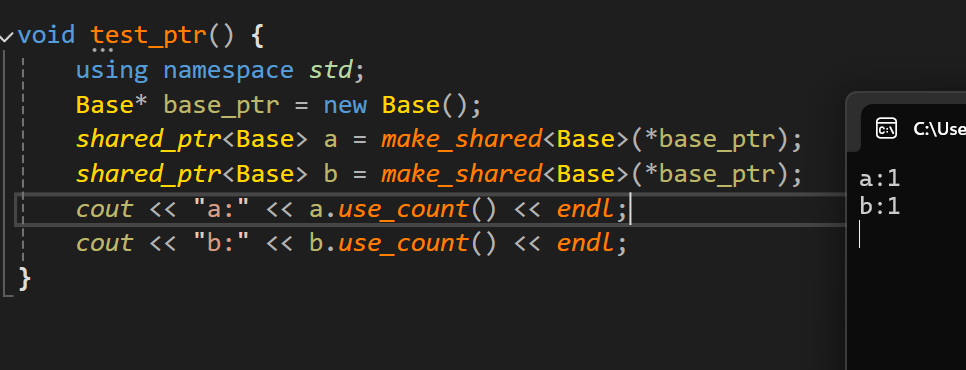 void test_ptr() {
using namespace std;
Base* base_ptr = new Base();
shared_ptr<Base> a = make_shared<Base>(*base_ptr);
shared_ptr<Base> b = make_shared<Base>(*base_ptr);
cout << "a:" << a.use_count() << endl;
cout << "b:" << b.use_count() << endl;
}
C:\Use
a:1
b:1